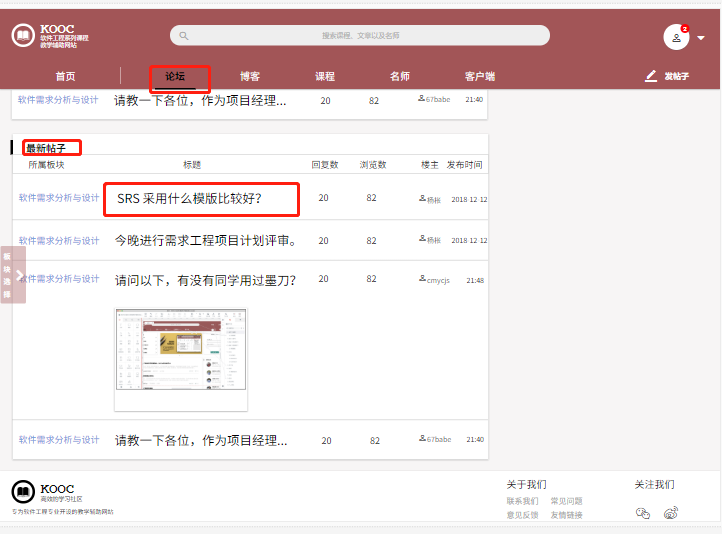 KOOC
软件工程系列课程
教学辅助网站
搜索课程、文章以及名师
2
首页 论坛 博客 课程 名师 客户端 发帖子
软件需求分析与设计 请教一下各位，作为项目经理... 20 82 67babe 21:40
最新帖子
所属板块 标题 回复数 浏览数 楼主 发布时间
软件需求分析与设计 SRS 采用什么模版比较好？ 20 82 杨枨 2018-12-12
软件需求分析与设计 今晚进行需求工程项目计划评审。 20 82 杨枨 2018-12-12
板块选择
软件需求分析与设计 请问以下，有没有同学用过墨刀？ 20 82 cmycjs 21:48
软件需求分析与设计 请教一下各位，作为项目经理... 20 82 67babe 21:40
KOOC
高效的学习社区
专为软件工程专业开设的教学辅助网站
关于我们 关注我们
联系我们 常见问题
意见反馈 友情链接